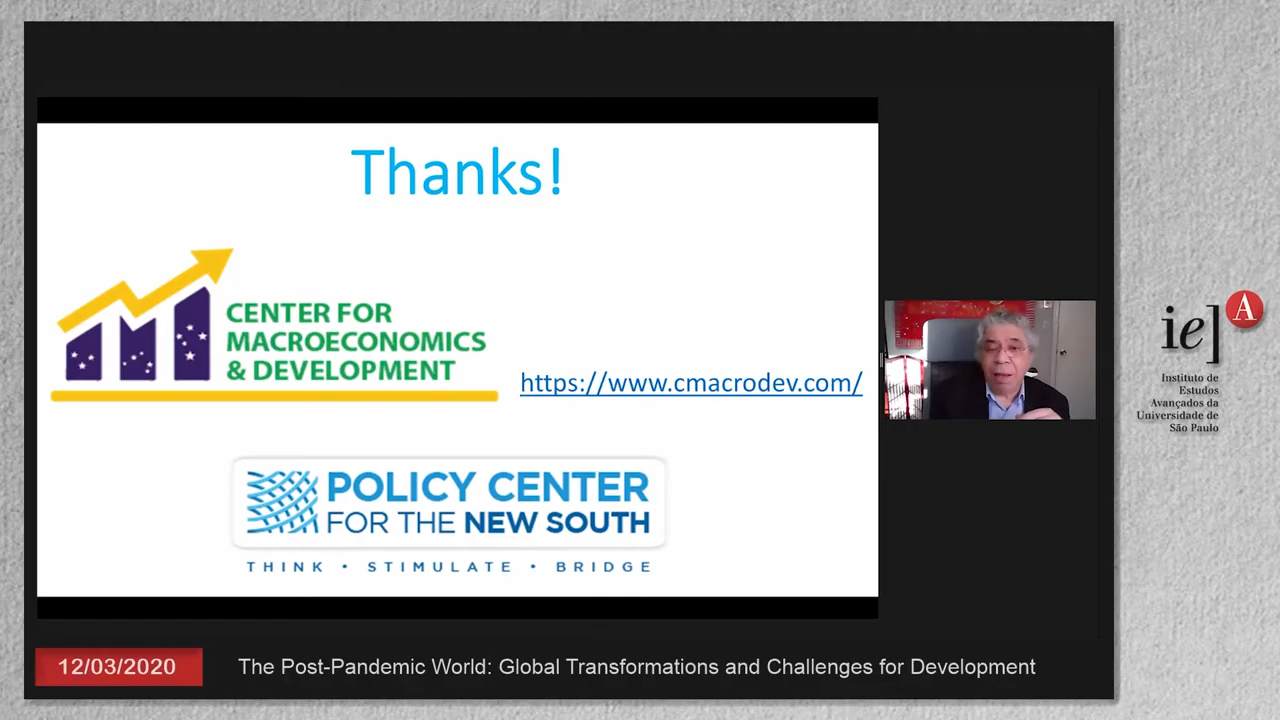 Thanks!
CENTER FOR
MACROECONOMICS
& DEVELOPMENT
https://www.cmacrodev.com/
POLICY CENTER
FOR THE NEW SOUTH
THINK • STIMULATE • BRIDGE
ie] A
Instituto de
Estudos
Avançados da
Universidade de
São Paulo
12/03/2020
The Post-Pandemic World: Global Transformations and Challenges for Development